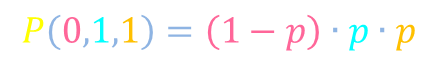 P(0,1,1) = (1 − p) · p · p